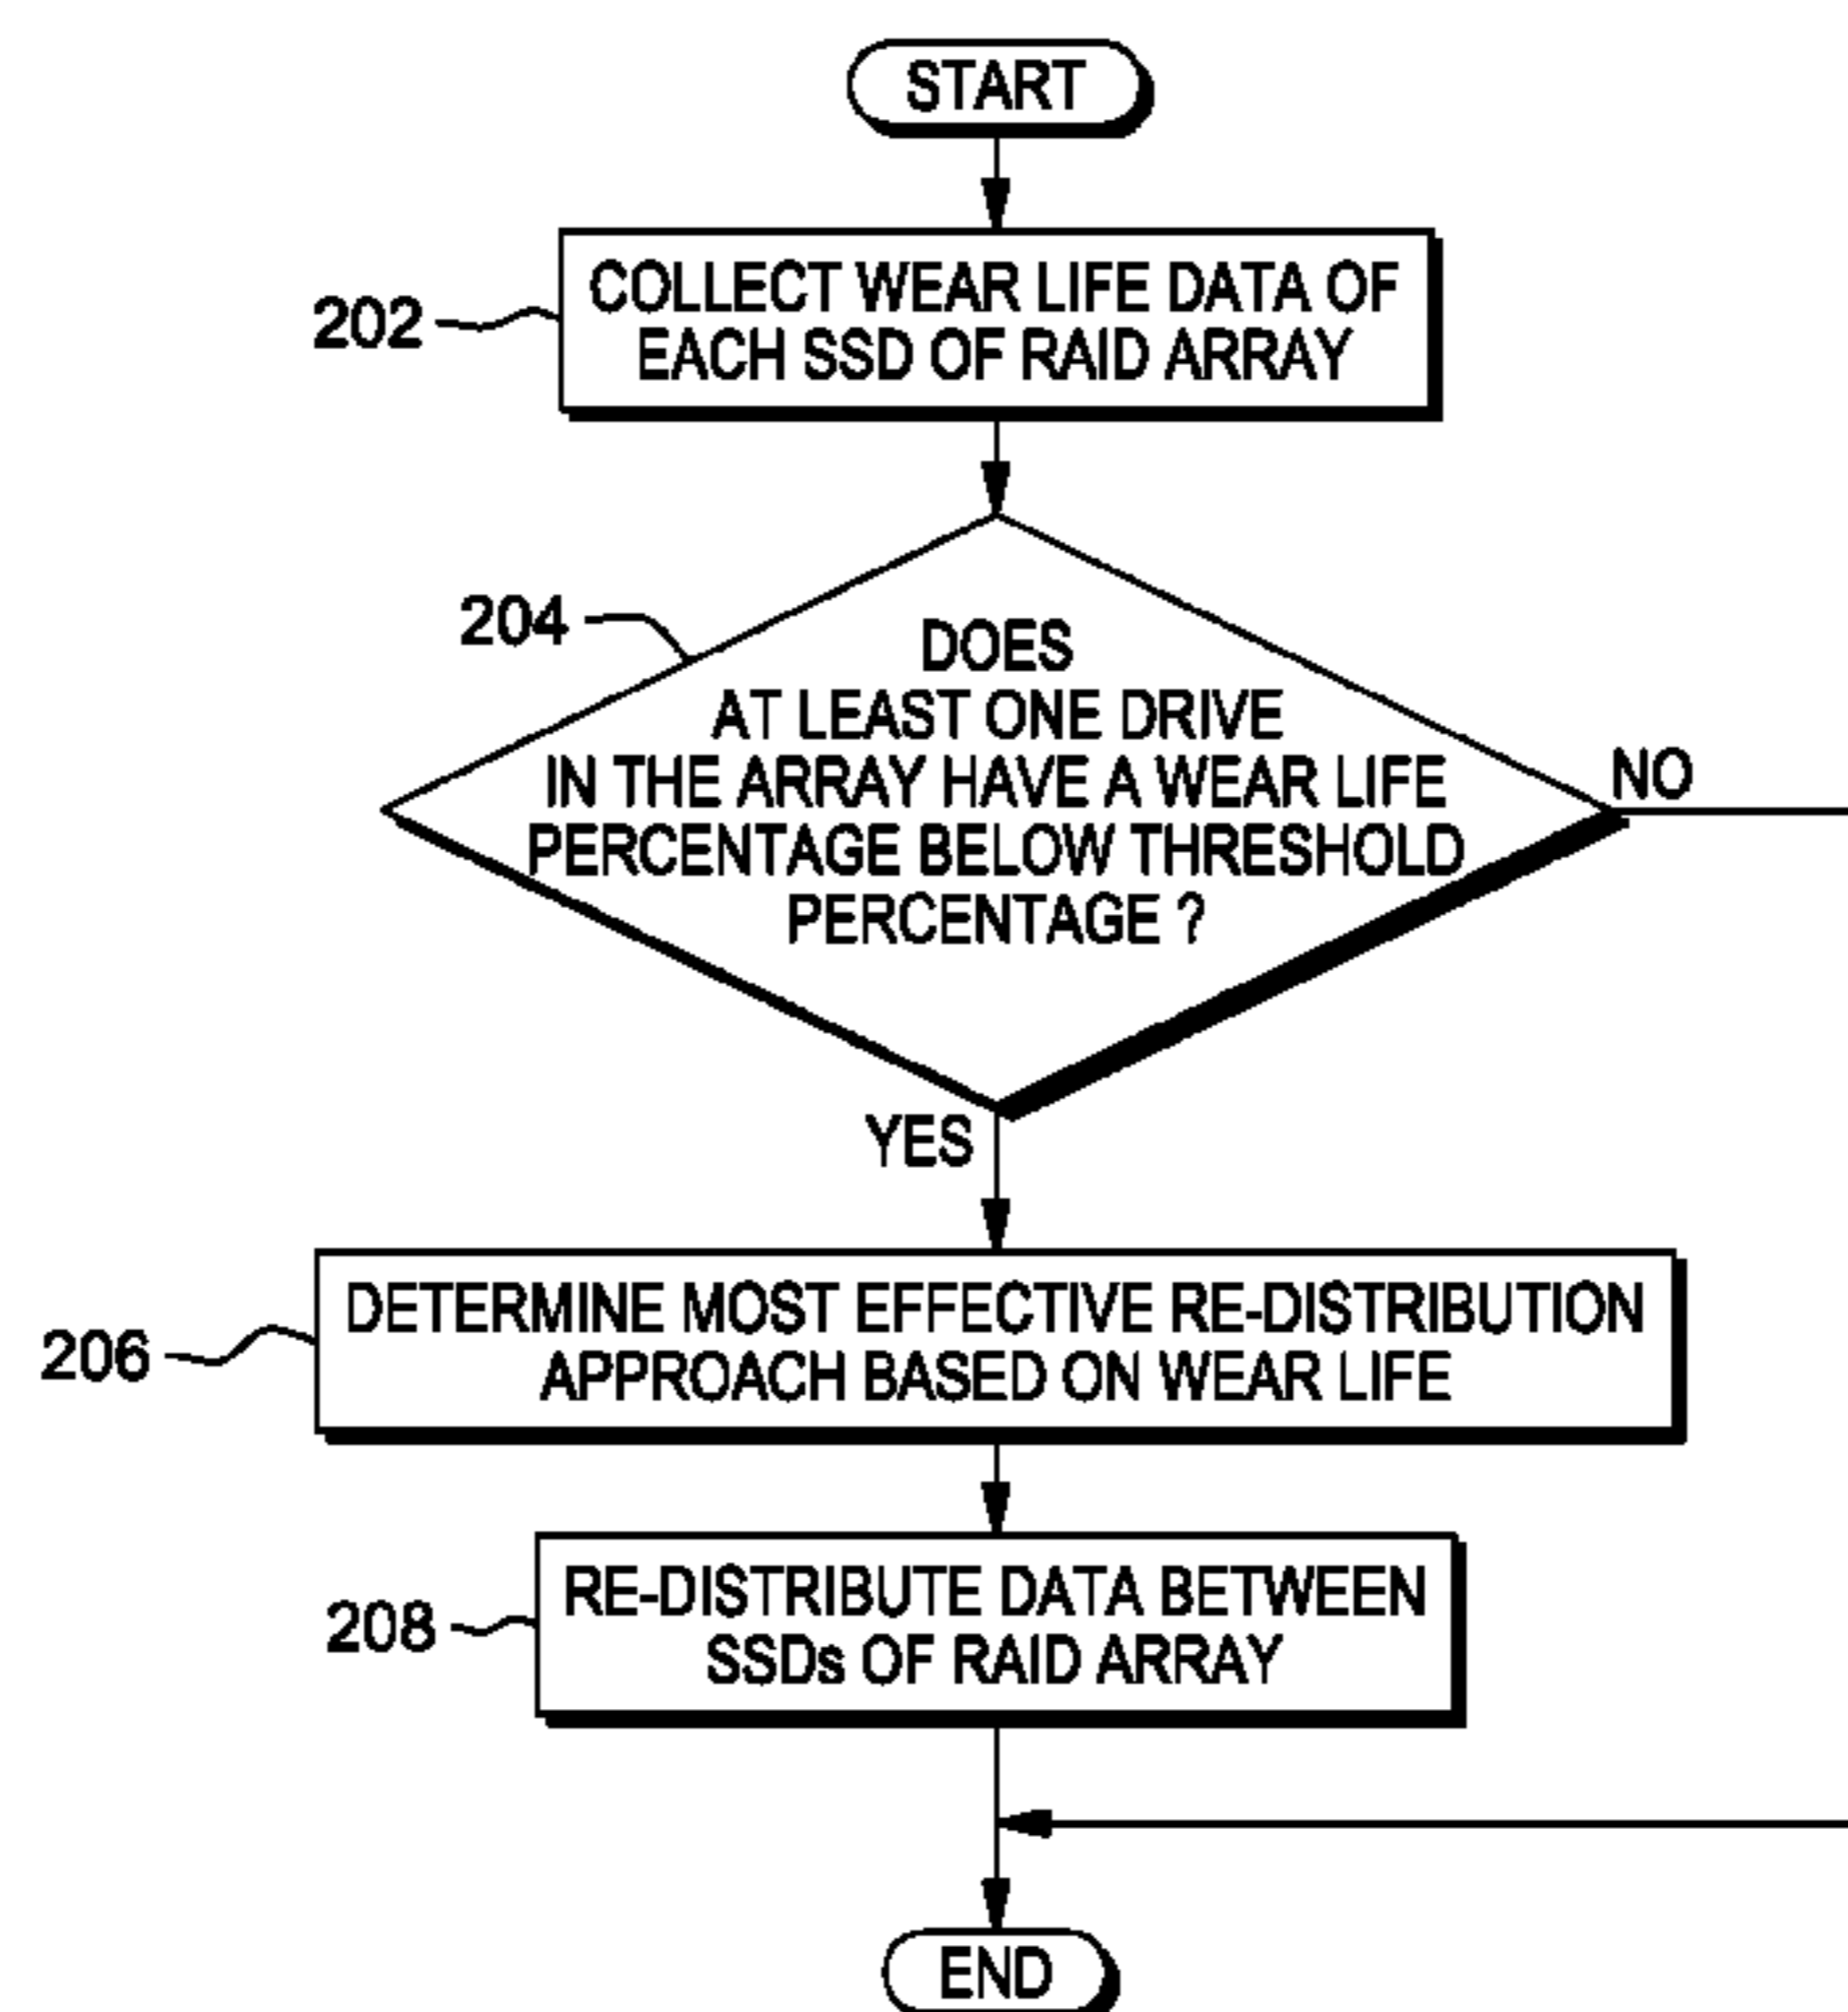 START
202
COLLECT WEAR LIFE DATA OF
EACH SSD OF RAID ARRAY
204
DOES
AT LEAST ONE DRIVE
IN THE ARRAY HAVE A WEAR LIFE
PERCENTAGE BELOW THRESHOLD
PERCENTAGE ?
NO
YES
206
DETERMINE MOST EFFECTIVE RE-DISTRIBUTION
APPROACH BASED ON WEAR LIFE
208
RE-DISTRIBUTE DATA BETWEEN
SSDs OF RAID ARRAY
END